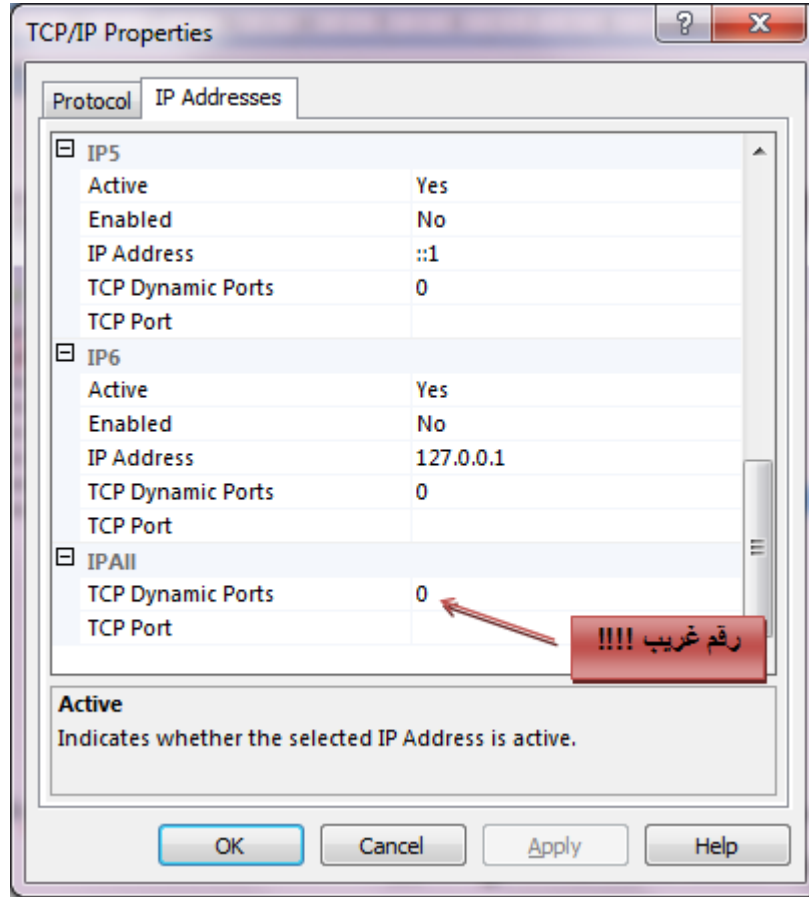 TCP/IP Properties
Protocol IP Addresses
IP5
Active Yes
Enabled No
IP Address ::1
TCP Dynamic Ports 0
TCP Port
IP6
Active Yes
Enabled No
IP Address 127.0.0.1
TCP Dynamic Ports 0
TCP Port
IPAll
TCP Dynamic Ports 0
TCP Port
رقم غريب !!!!
Active
Indicates whether the selected IP Address is active.
OK Cancel Apply Help